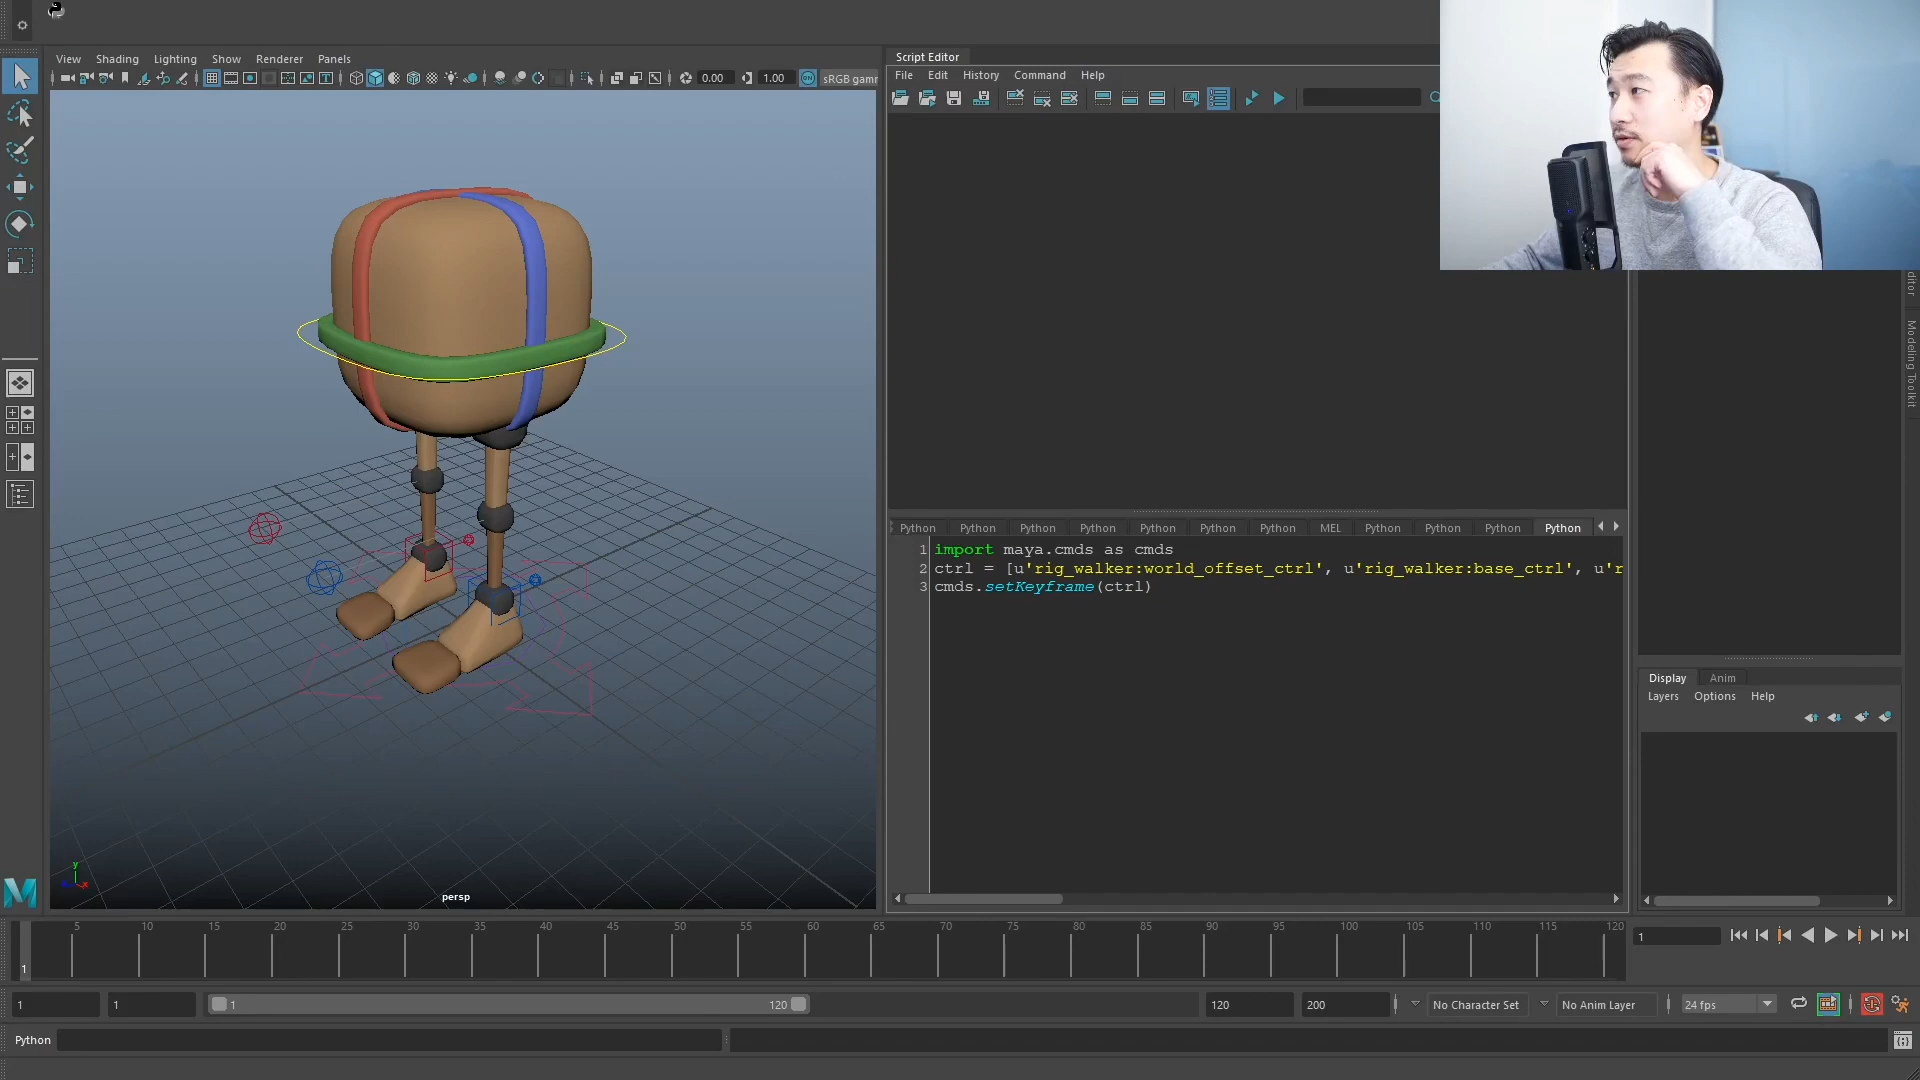 View Shading Lighting Show Renderer Panels
0.00 1.00 ON sRGB gamm
Script Editor
File Edit History Command Help
Python Python Python Python Python Python Python MEL Python Python Python Python
1 import maya.cmds as cmds
2 ctrl = [u'rig_walker:world_offset_ctrl', u'rig_walker:base_ctrl', u'r
3 cmds.setKeyframe(ctrl)
Modeling Toolkit
Display Anim
Layers Options Help
y
x
persp
5 10 15 20 25 30 35 40 45 50 55 60 65 70 75 80 85 90 95 100 105 110 115 120
1
1
1 1 1 120 120 200 No Character Set No Anim Layer 24 fps
Python